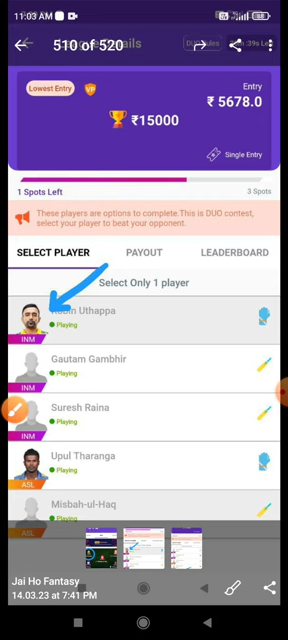 11:03 AM
510 of 520
Lowest Entry
VP
₹15000
Entry
₹ 5678.0
Single Entry
1 Spots Left
3 Spots
These players are options to complete.This is DUO contest,
select your player to beat your opponent.
SELECT PLAYER
PAYOUT
LEADERBOARD
Select Only 1 player
Robin Uthappa
Playing
INM
Gautam Gambhir
Playing
INM
Suresh Raina
Playing
INM
Upul Tharanga
Playing
ASL
Misbah-ul-Haq
Playing
ASL
Jai Ho Fantasy
14.03.23 at 7:41 PM